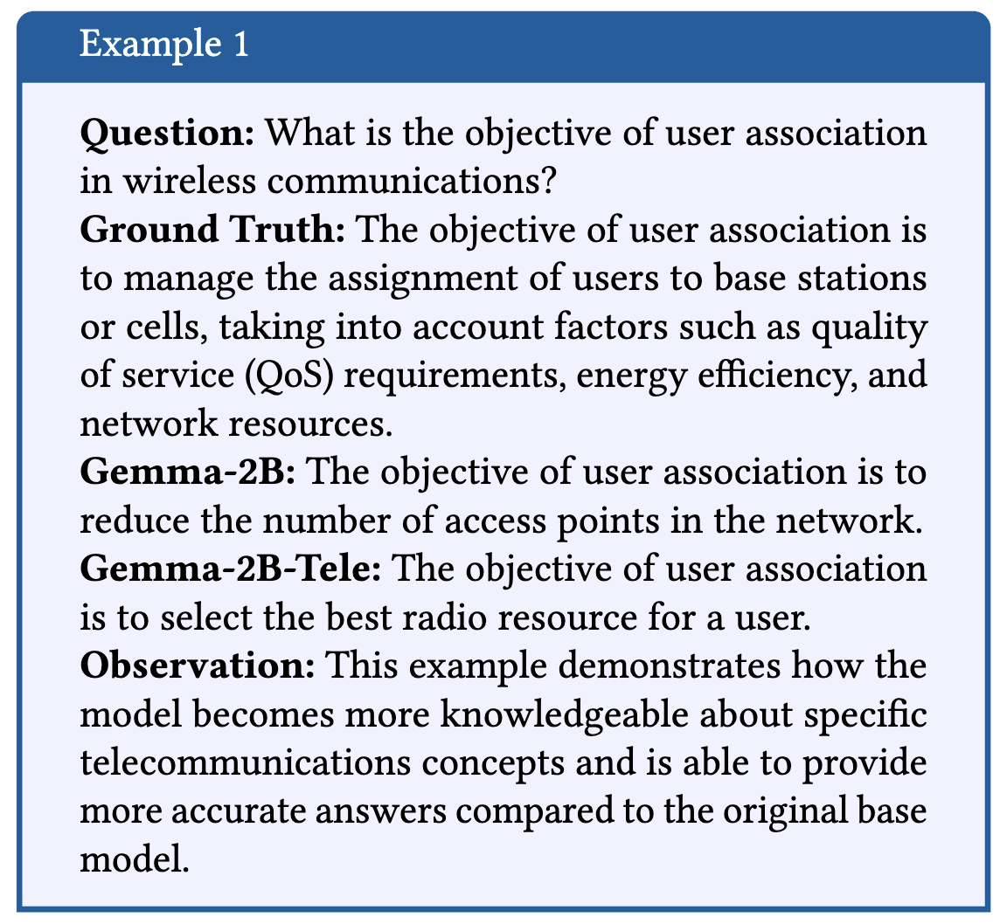 Example 1
Question: What is the objective of user association
in wireless communications?
Ground Truth: The objective of user association is
to manage the assignment of users to base stations
or cells, taking into account factors such as quality
of service (QoS) requirements, energy efficiency, and
network resources.
Gemma-2B: The objective of user association is to
reduce the number of access points in the network.
Gemma-2B-Tele: The objective of user association
is to select the best radio resource for a user.
Observation: This example demonstrates how the
model becomes more knowledgeable about specific
telecommunications concepts and is able to provide
more accurate answers compared to the original base
model.